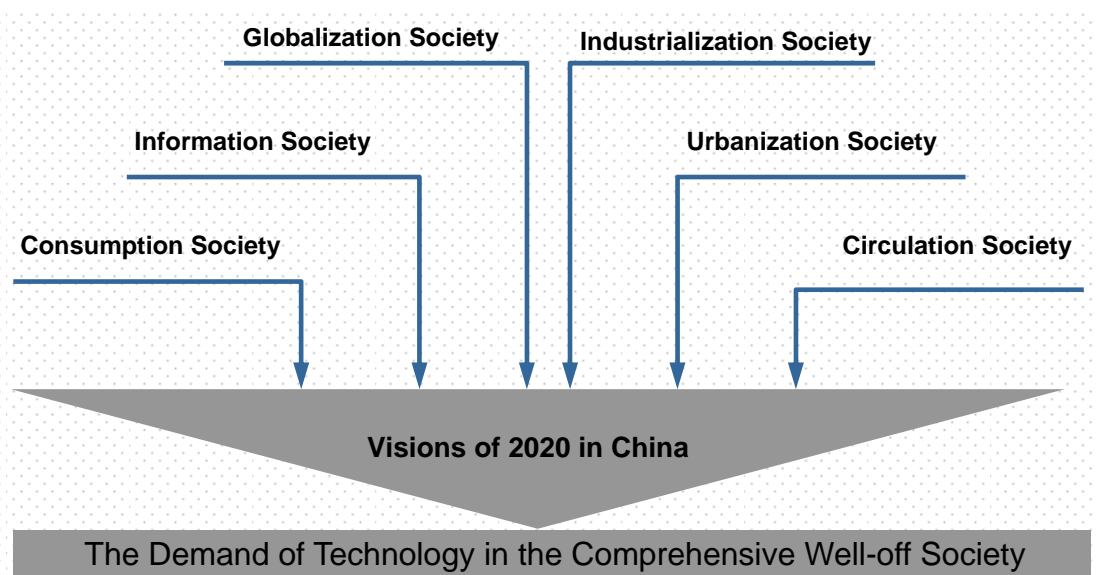 Globalization Society
Industrialization Society
Information Society
Urbanization Society
Consumption Society
Circulation Society
Visions of 2020 in China
The Demand of Technology in the Comprehensive Well-off Society